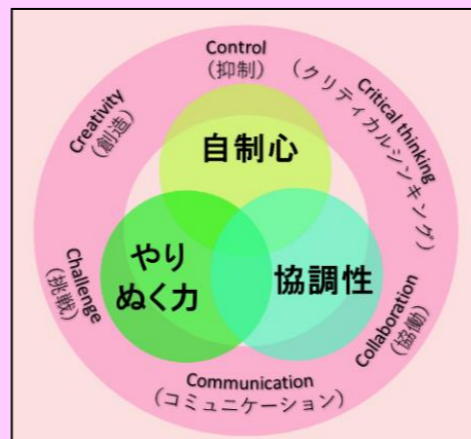 Control
(抑制)
Critical thinking
(クリティカルシンキング)
Collaboration
(協働)
Communication
(コミュニケーション)
Challenge
(挑戦)
Creativity
(創造)
自制心
やり
ぬく力
協調性